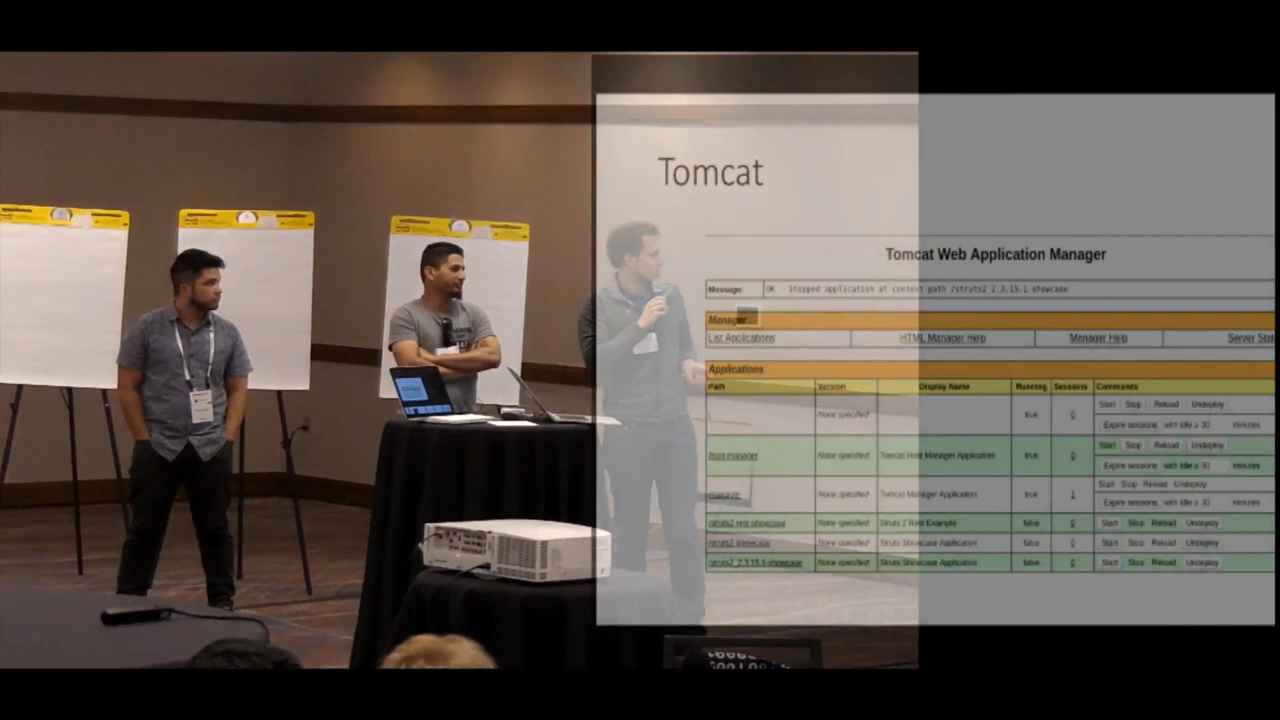 Tomcat
Tomcat Web Application Manager
Message: OK - Stopped application at context path /struts2_2.3.15.1-showcase
Manager
List Applications HTML Manager Help Manager Help
Applications
Path Version Display Name Running Sessions Commands
/ None specified true 0 Start Stop Reload Undeploy
Expire sessions with idle ≥ 30 minutes
/host-manager None specified Tomcat Host Manager Application true 0 Start Stop Reload Undeploy
Expire sessions with idle ≥ 30 minutes
/manager None specified Tomcat Manager Application true 1 Start Stop Reload Undeploy
Expire sessions with idle ≥ 30 minutes
/struts2-rest-showcase None specified Struts 2 Rest Example false 0 Start Stop Reload Undeploy
/struts2-showcase None specified Struts Showcase Application false 0 Start Stop Reload Undeploy
/struts2_2.3.15.1-showcase None specified Struts Showcase Application false 0 Start Stop Reload Undeploy